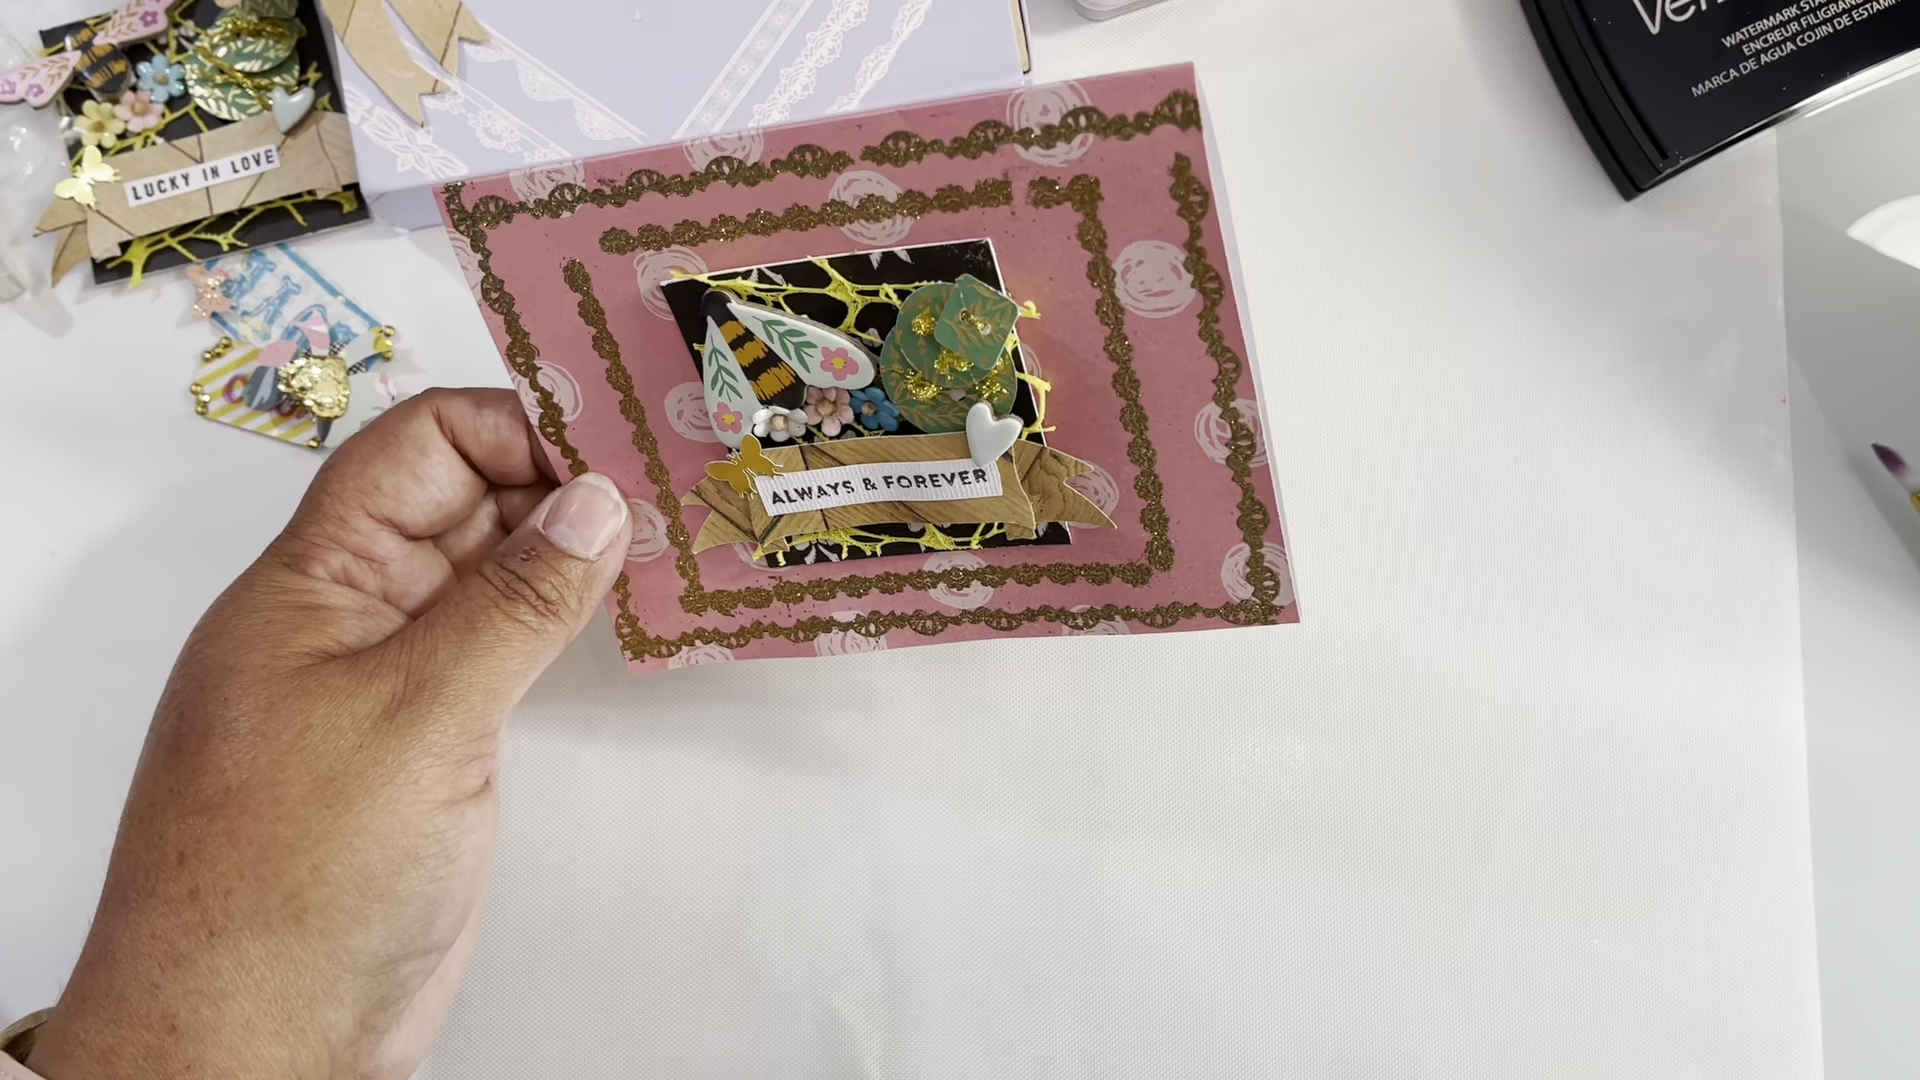 WATERMARK STA
ENCREUR FILIGRAN
MARCA DE AGUA COJIN DE ESTAMP
LUCKY IN LOVE
ALWAYS & FOREVER